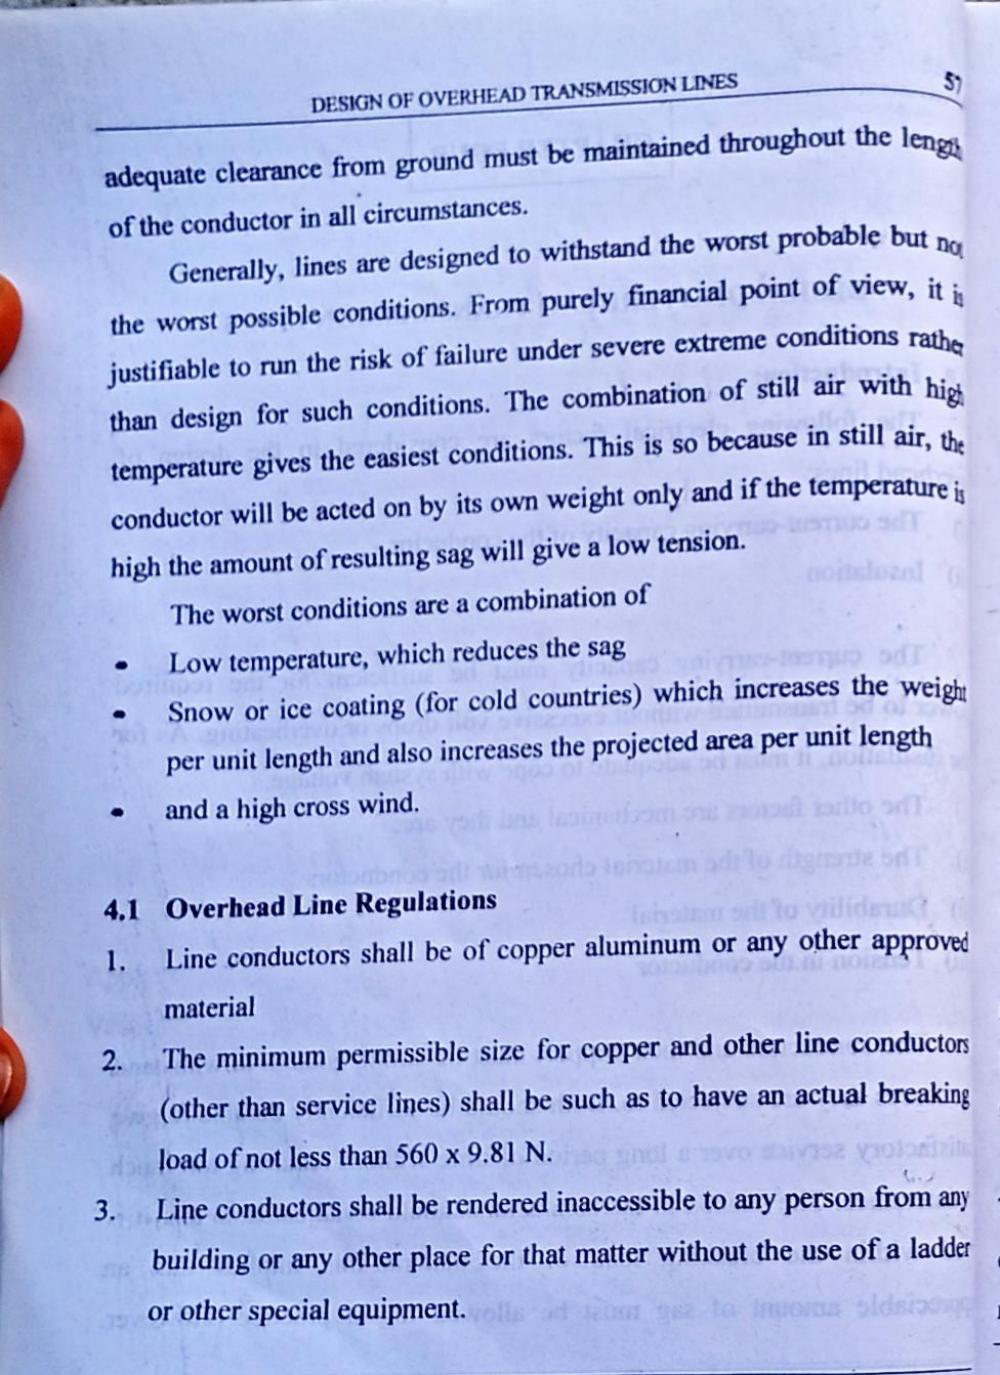 DESIGN OF OVERHEAD TRANSMISSION LINES 57
adequate clearance from ground must be maintained throughout the length
of the conductor in all circumstances.
Generally, lines are designed to withstand the worst probable but not
the worst possible conditions. From purely financial point of view, it is
justifiable to run the risk of failure under severe extreme conditions rather
than design for such conditions. The combination of still air with high
temperature gives the easiest conditions. This is so because in still air, the
conductor will be acted on by its own weight only and if the temperature is
high the amount of resulting sag will give a low tension.
The worst conditions are a combination of
• Low temperature, which reduces the sag
• Snow or ice coating (for cold countries) which increases the weight
per unit length and also increases the projected area per unit length
• and a high cross wind.
4.1 Overhead Line Regulations
1. Line conductors shall be of copper aluminum or any other approved
material
2. The minimum permissible size for copper and other line conductors
(other than service lines) shall be such as to have an actual breaking
load of not less than 560 x 9.81 N.
3. Line conductors shall be rendered inaccessible to any person from any
building or any other place for that matter without the use of a ladder
or other special equipment.